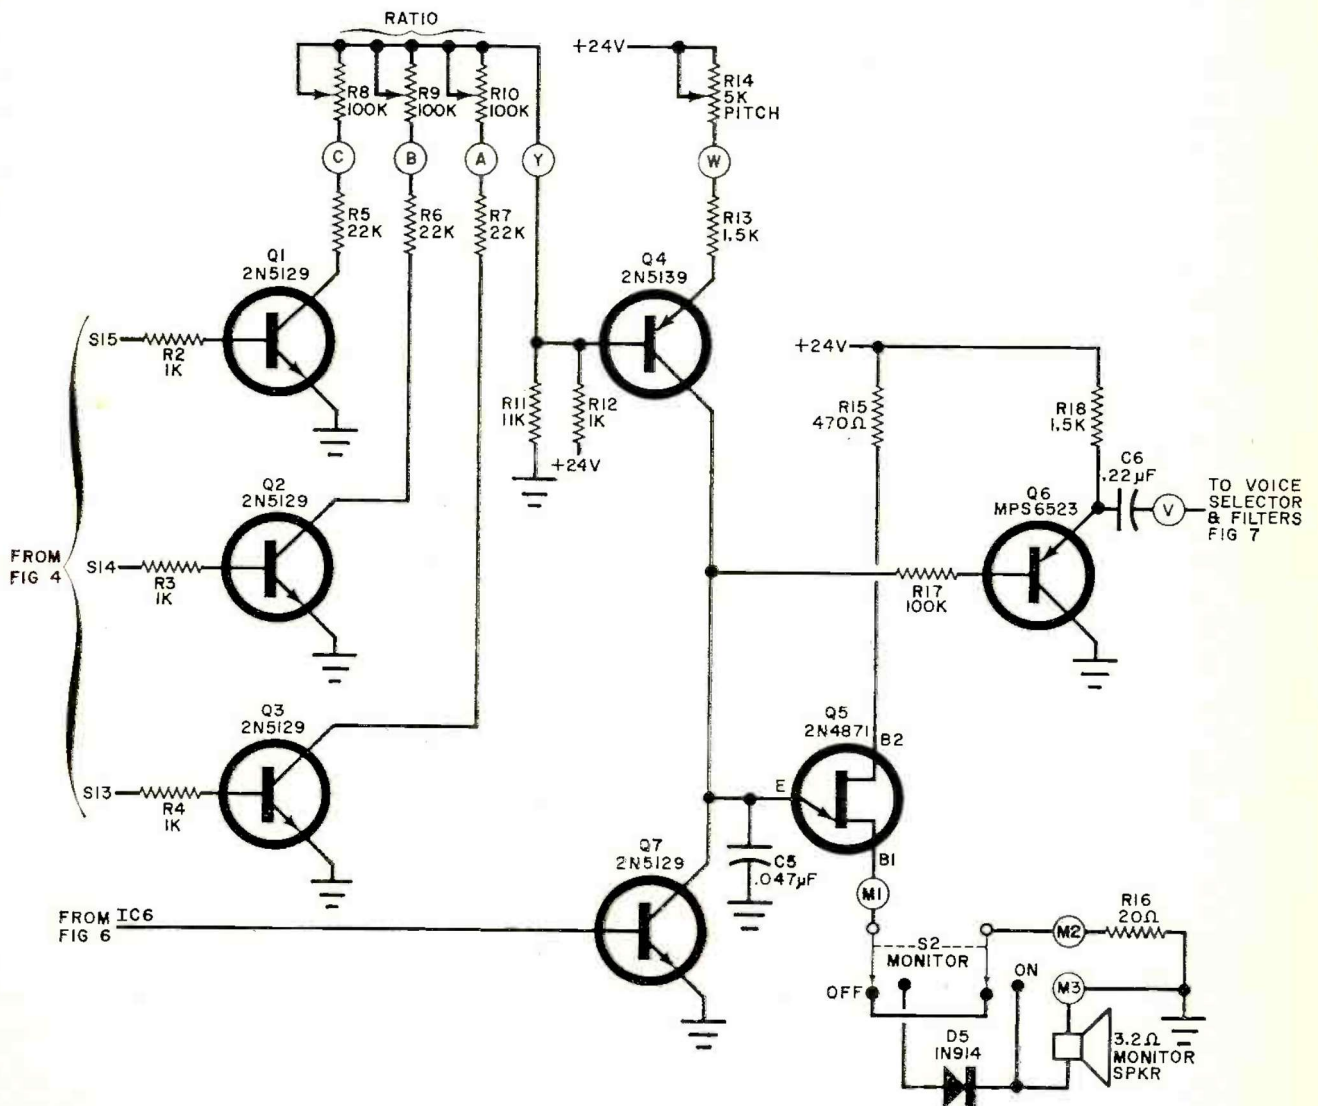 RATIO
+24V
R8
100K
R9
100K
R10
100K
R14
5K
PITCH
C
B
A
Y
W
R5
22K
R6
22K
R7
22K
R13
1.5K
Q1
2N5129
Q4
2N5139
S15
R2
1K
+24V
R11
11K
R12
1K
+24V
R15
470Ω
R18
1.5K
C6
.22µF
V
TO VOICE
SELECTOR
& FILTERS
FIG 7
Q2
2N5129
Q6
MPS6523
FROM
FIG 4
S14
R3
1K
R17
100K
Q3
2N5129
Q5
2N4871
B2
E
S13
R4
1K
Q7
2N5129
C5
.047µF
B1
M1
FROM
FIG 6
IC6
R16
20Ω
M2
S2
MONITOR
OFF
ON
M3
D5
1N914
3.2Ω
MONITOR
SPKR